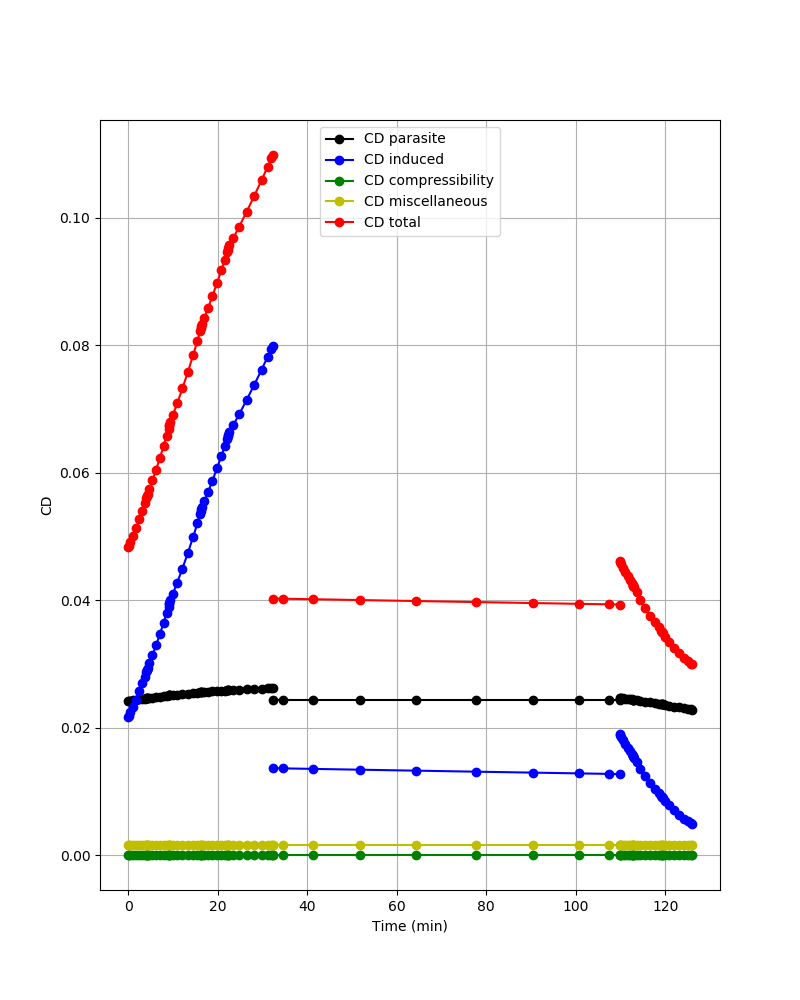 CD parasite
CD induced
CD compressibility
CD miscellaneous
CD total
0.10
0.08
0.06
0.04
0.02
0.00
CD
0 20 40 60 80 100 120
Time (min)